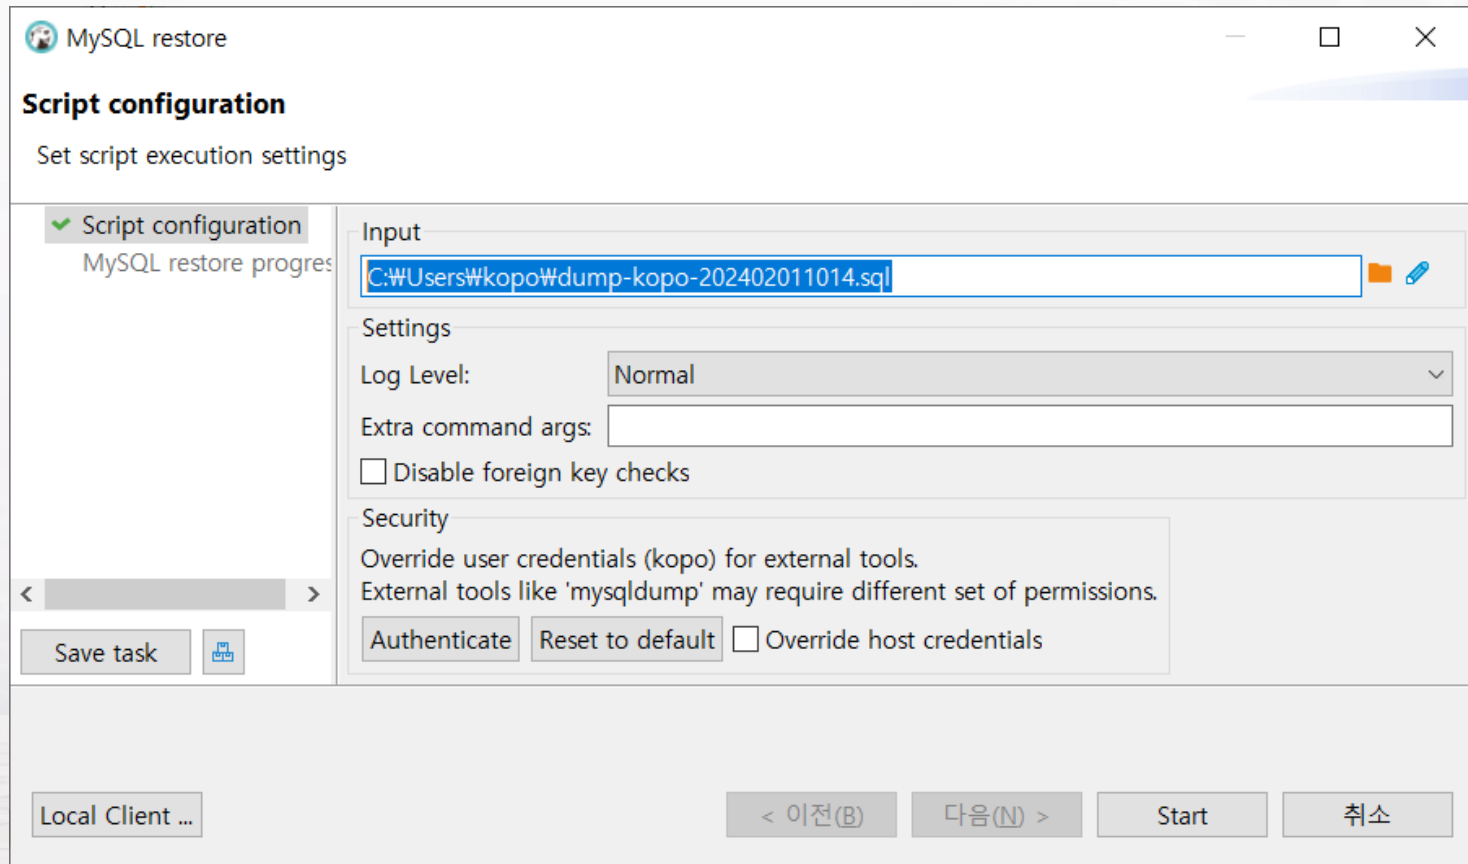 MySQL restore
Script configuration
Set script execution settings
Script configuration
MySQL restore progres
Input
C:₩Users₩kopo₩dump-kopo-202402011014.sql
Settings
Log Level:
Normal
Extra command args:
Disable foreign key checks
Security
Override user credentials (kopo) for external tools.
External tools like 'mysqldump' may require different set of permissions.
Authenticate
Reset to default
Override host credentials
Save task
Local Client ...
< 이전(B)
다음(N) >
Start
취소